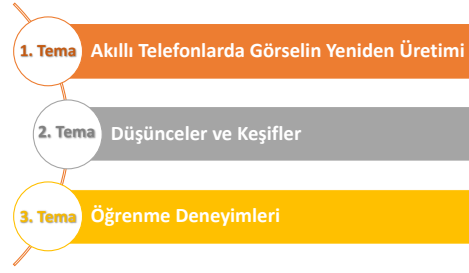 1. Tema Akıllı Telefonlarda Görselin Yeniden Üretimi
2. Tema Düşünceler ve Keşifler
3. Tema Öğrenme Deneyimleri